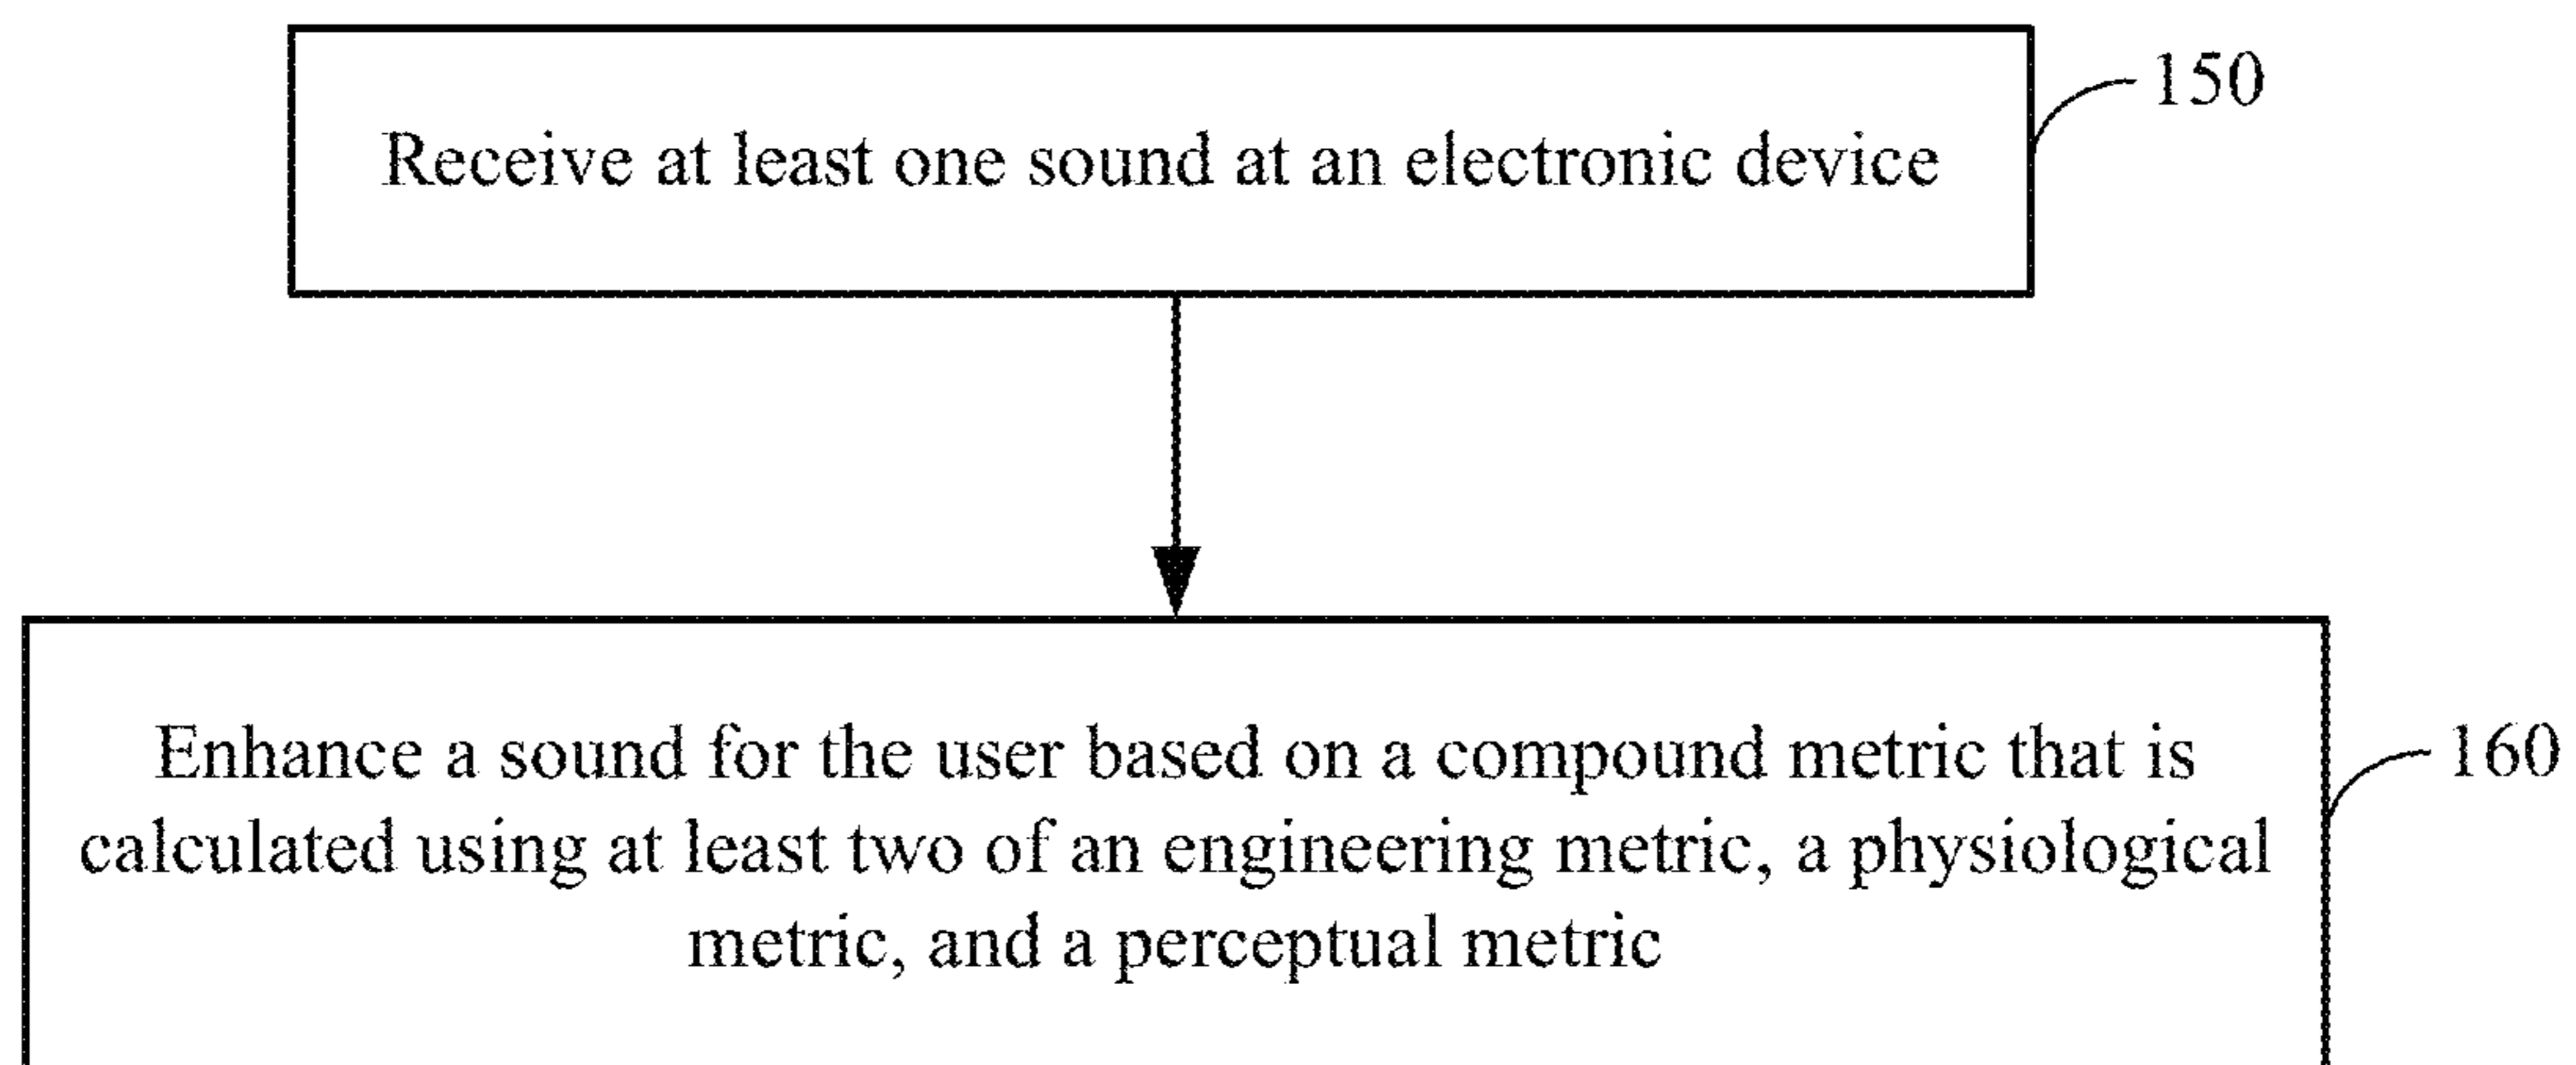 Receive at least one sound at an electronic device
150
Enhance a sound for the user based on a compound metric that is
160
calculated using at least two of an engineering metric, a physiological
metric, and a perceptual metric